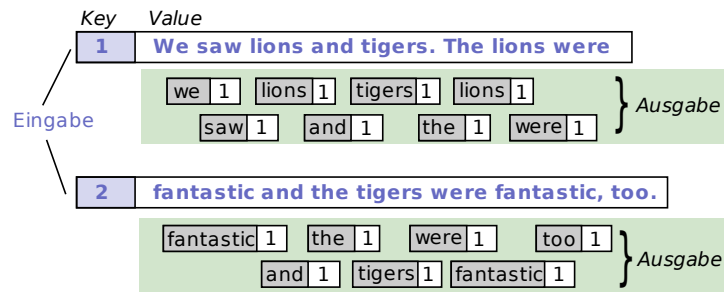 Key Value
1 We saw lions and tigers. The lions were
we 1 lions 1 tigers 1 lions 1
saw 1 and 1 the 1 were 1
Ausgabe
Eingabe
2 fantastic and the tigers were fantastic, too.
fantastic 1 the 1 were 1 too 1
and 1 tigers 1 fantastic 1
Ausgabe